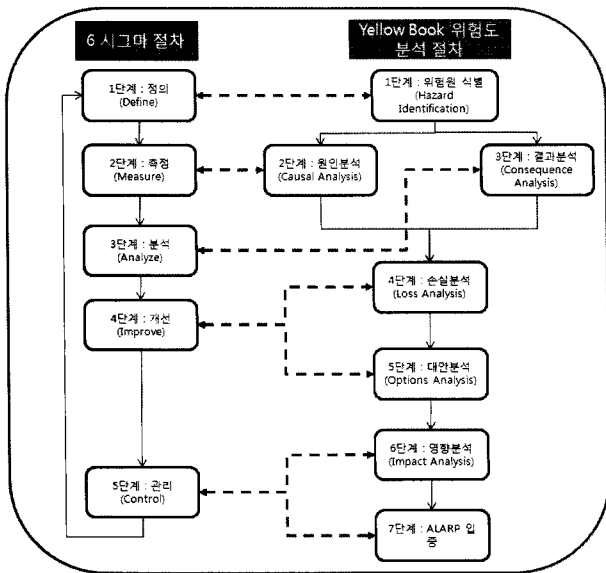 6 시그마 절차
Yellow Book 위험도
분석 절차
1단계 : 정의
(Define)
1단계 : 위험원 식별
(Hazard
Identification)
2단계 : 측정
(Measure)
2단계 : 원인분석
(Causal Analysis)
3단계 : 결과분석
(Consequence
Analysis)
3단계 : 분석
(Analyze)
4단계 : 손실분석
(Loss Analysis)
4단계 : 개선
(Improve)
5단계 : 대안분석
(Options Analysis)
6단계 : 영향분석
(Impact Analysis)
5단계 : 관리
(Control)
7단계 : ALARP 입
증